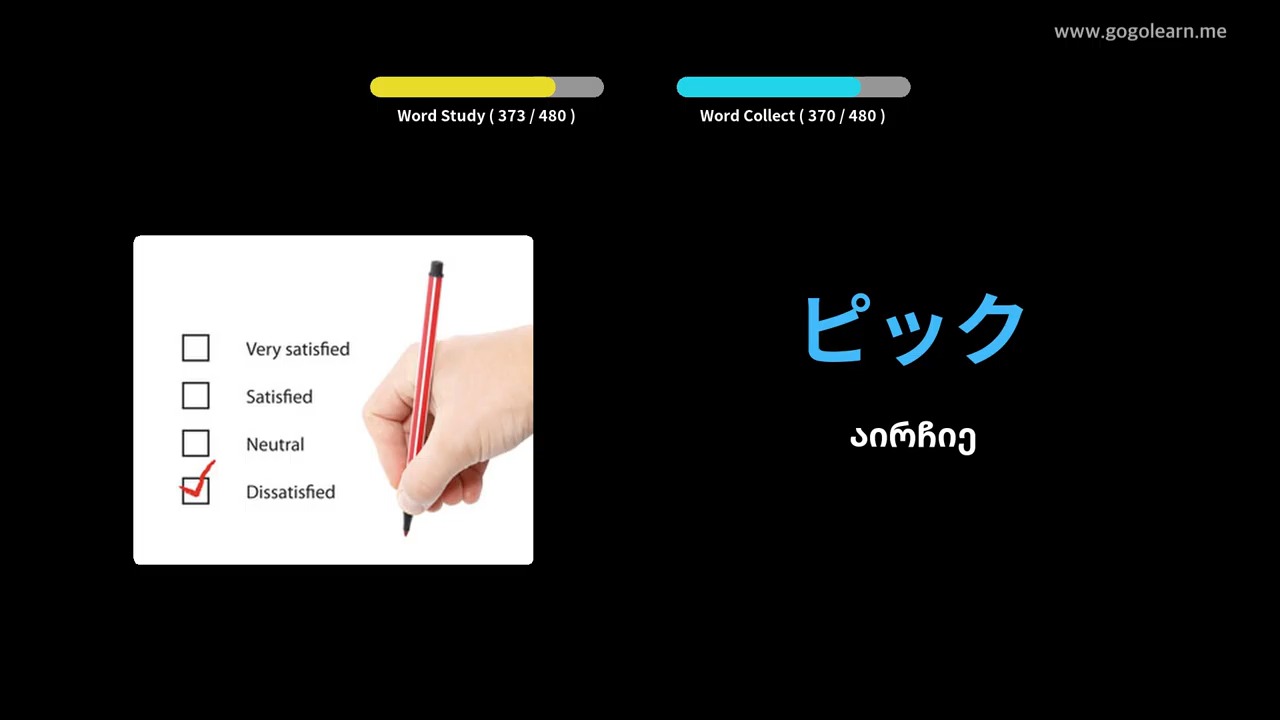 www.gogolearn.me
Word Study ( 373 / 480 )
Word Collect ( 370 / 480 )
Very satisfied
Satisfied
Neutral
Dissatisfied
ピック
აირჩიე